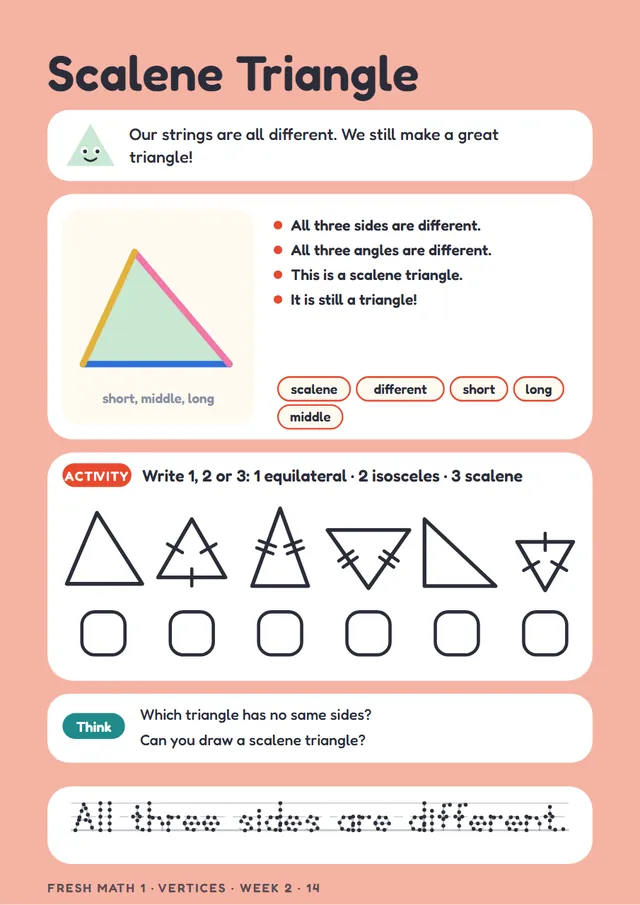 Scalene Triangle
Our strings are all different. We still make a great
triangle!
All three sides are different.
All three angles are different.
This is a scalene triangle.
It is still a triangle!
short, middle, long
scalene different short long
middle
ACTIVITY Write 1, 2 or 3: 1 equilateral · 2 isosceles · 3 scalene
Think
Which triangle has no same sides?
Can you draw a scalene triangle?
All three sides are different.
FRESH MATH 1 · VERTICES · WEEK 2 · 14